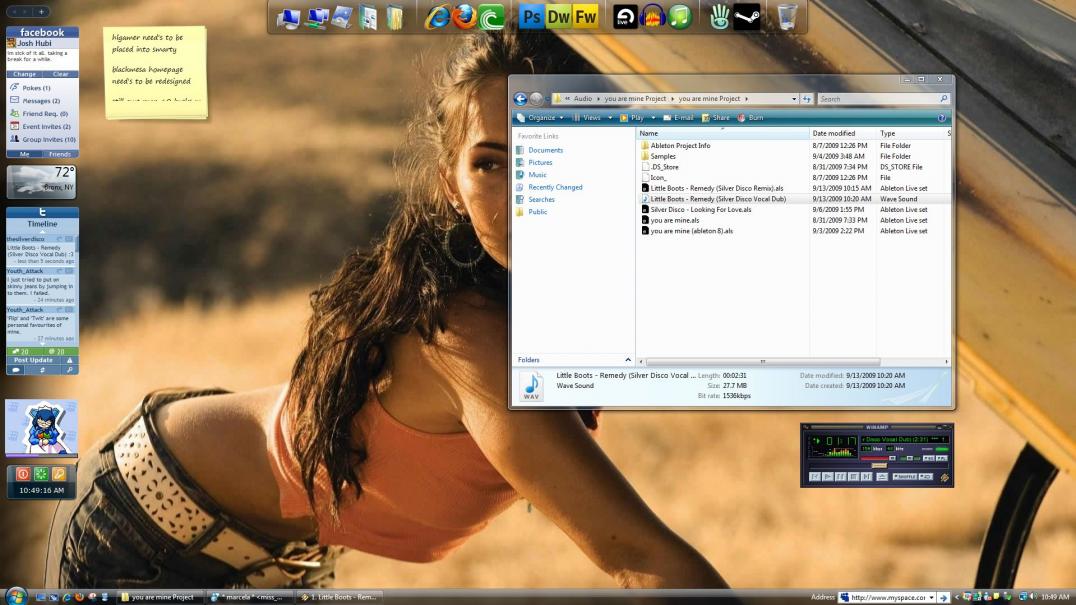 facebook
Josh Hubi
im sick of it all. taking a
break for a while.
Change Clear
Pokes (1)
Messages (2)
Friend Req. (0)
Event Invites (2)
Group Invites (10)
Me Friends
72°
Bronx, NY
Timeline
thesilverdisco
Little Boots - Remedy
(Silver Disco Vocal Dub) :3
- less than 5 seconds ago
Youth_Attack
I just tried to put on
skinny jeans by jumping in
to them. I failed.
- 24 minutes ago
Youth_Attack
'Flip' and 'Twit' are some
personal favourites of
mine.
- 27 minutes ago
20 @ 20
Post Update
10:49:16 AM
hlgamer need's to be
placed into smarty
blackmesa homepage
need's to be redesigned
Ps Dw Fw
live
Audio you are mine Project you are mine Project
Search
Organize Views Play E-mail Share Burn
Favorite Links
Documents
Pictures
Music
Recently Changed
Searches
Public
Folders
Name Date modified Type S
Ableton Project Info 8/7/2009 12:26 PM File Folder
Samples 9/4/2009 3:48 AM File Folder
.DS_Store 8/31/2009 7:34 PM DS_STORE File
Icon_ 8/7/2009 12:26 PM File
Little Boots - Remedy (Silver Disco Remix).als 9/13/2009 10:15 AM Ableton Live set
Little Boots - Remedy (Silver Disco Vocal Dub) 9/13/2009 10:20 AM Wave Sound
Silver Disco - Looking For Love.als 9/6/2009 1:55 PM Ableton Live set
you are mine.als 8/31/2009 7:33 PM Ableton Live set
you are mine (ableton 8).als 9/3/2009 2:22 PM Ableton Live set
WAV
Little Boots - Remedy (Silver Disco Vocal ... Length: 00:02:31 Date modified: 9/13/2009 10:20 AM
Wave Sound Size: 27.7 MB Date created: 9/13/2009 10:20 AM
Bit rate: 1536kbps
WINAMP
Disco Vocal Dub) (2:31) ***
SHUFFLE
you are mine Project
* marcela * <miss_...
1. Little Boots - Rem...
Address http://www.myspace.cor
10:49 AM